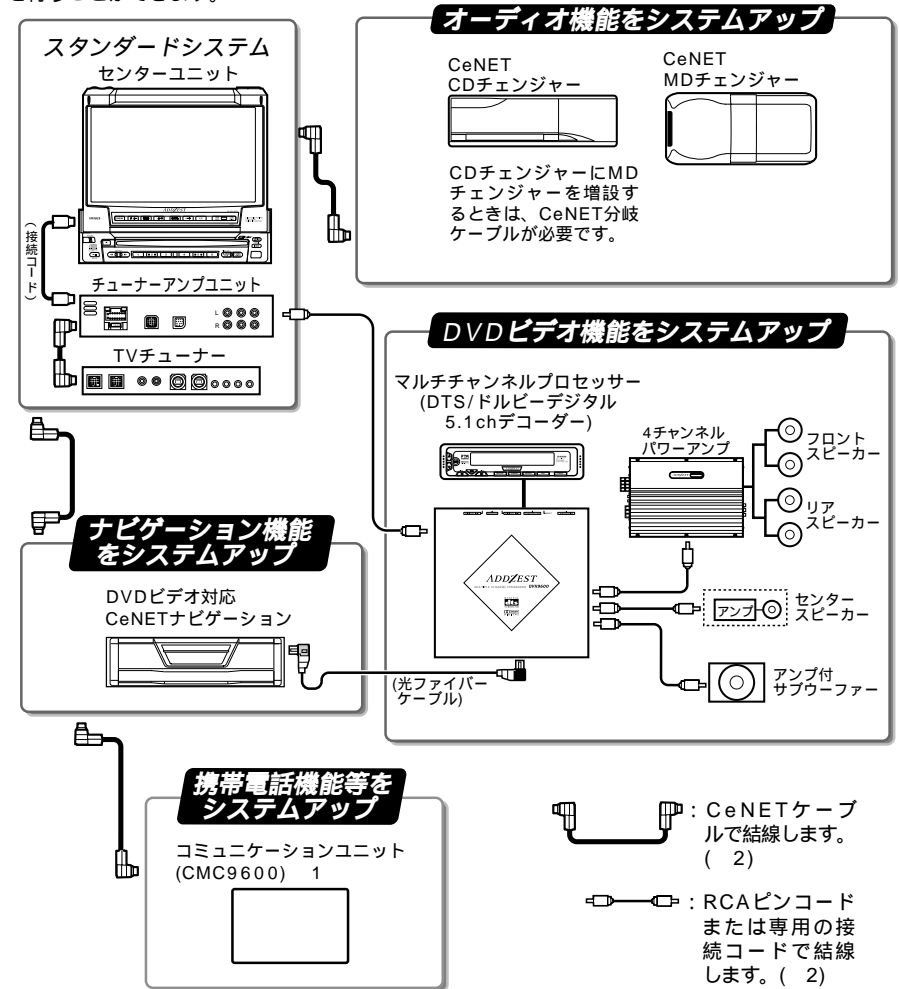 を行うことができます。
スタンダードシステム
センターユニット
ADDZEST
(接続コード)
チューナーアンプユニット
L
R
TVチューナー
オーディオ機能をシステムアップ
CeNET
CDチェンジャー
CeNET
MDチェンジャー
CDチェンジャーにMD
チェンジャーを増設す
るときは、CeNET分岐
ケーブルが必要です。
DVDビデオ機能をシステムアップ
マルチチャンネルプロセッサー
(DTS/ドルビーデジタル
5.1chデコーダー)
4チャンネル
パワーアンプ
フロント
スピーカー
リア
スピーカー
ADDZEST
DVH9600
アンプ
センター
スピーカー
アンプ付
サブウーファー
(光ファイバー
ケーブル)
ナビゲーション機能
をシステムアップ
DVDビデオ対応
CeNETナビゲーション
携帯電話機能等を
システムアップ
コミュニケーションユニット
(CMC9600) 1
: CeNETケーブ
ルで結線します。
( 2)
: RCAピンコード
または専用の接
続コードで結線
します。( 2)